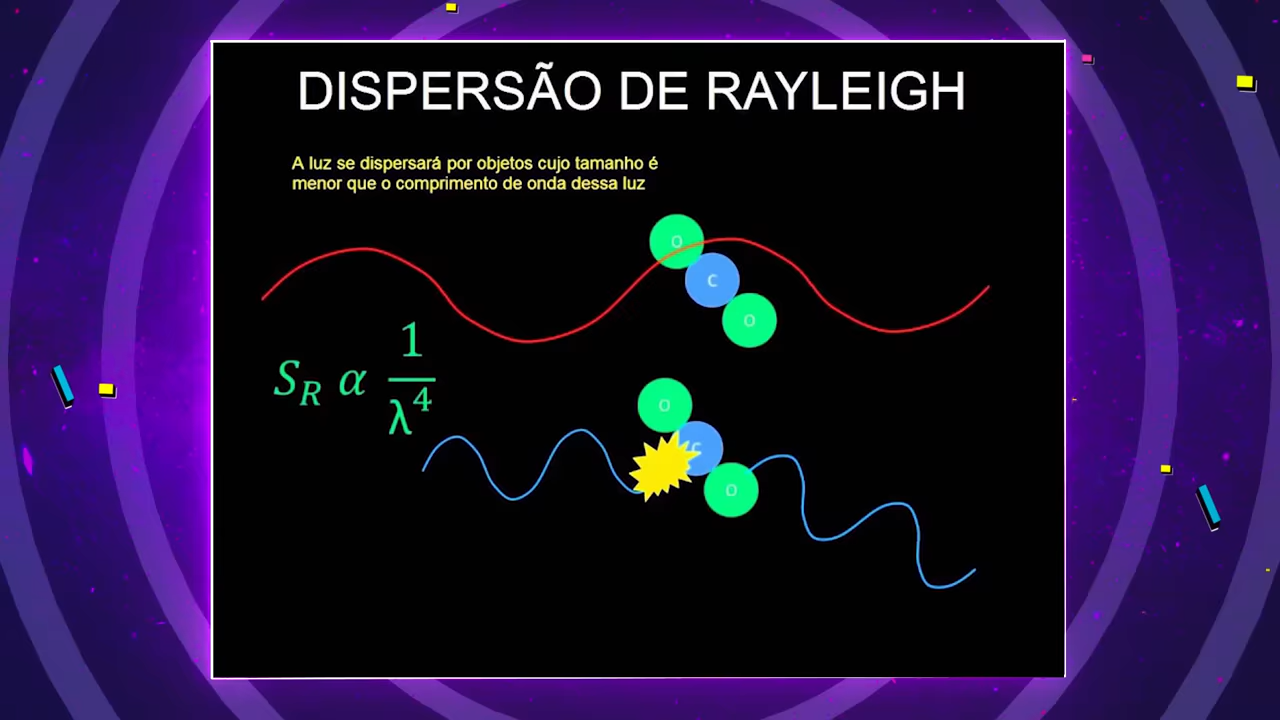 DISPERSÃO DE RAYLEIGH
A luz se dispersará por objetos cujo tamanho é
menor que o comprimento de onda dessa luz
O
C
O
S_R α 1/λ^4
O
C
O